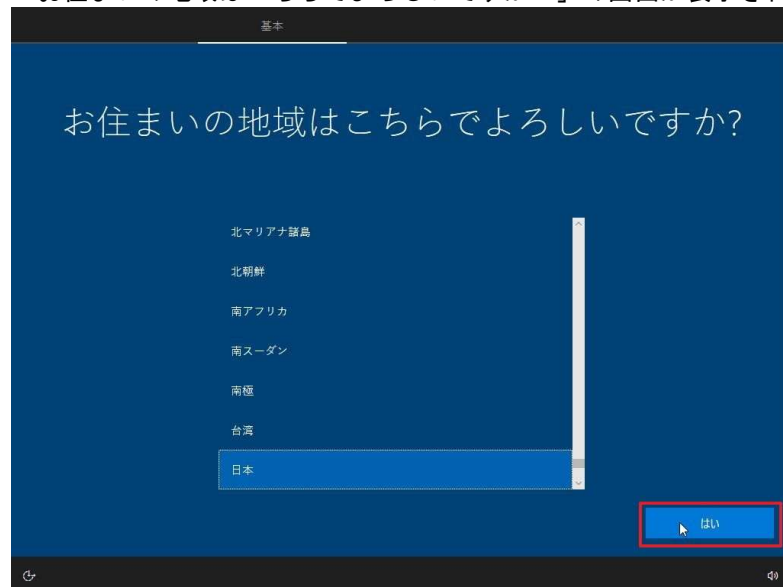 基本
お住まいの地域はこちらでよろしいですか?
北マリアナ諸島
北朝鮮
南アフリカ
南スーダン
南極
台湾
日本
はい